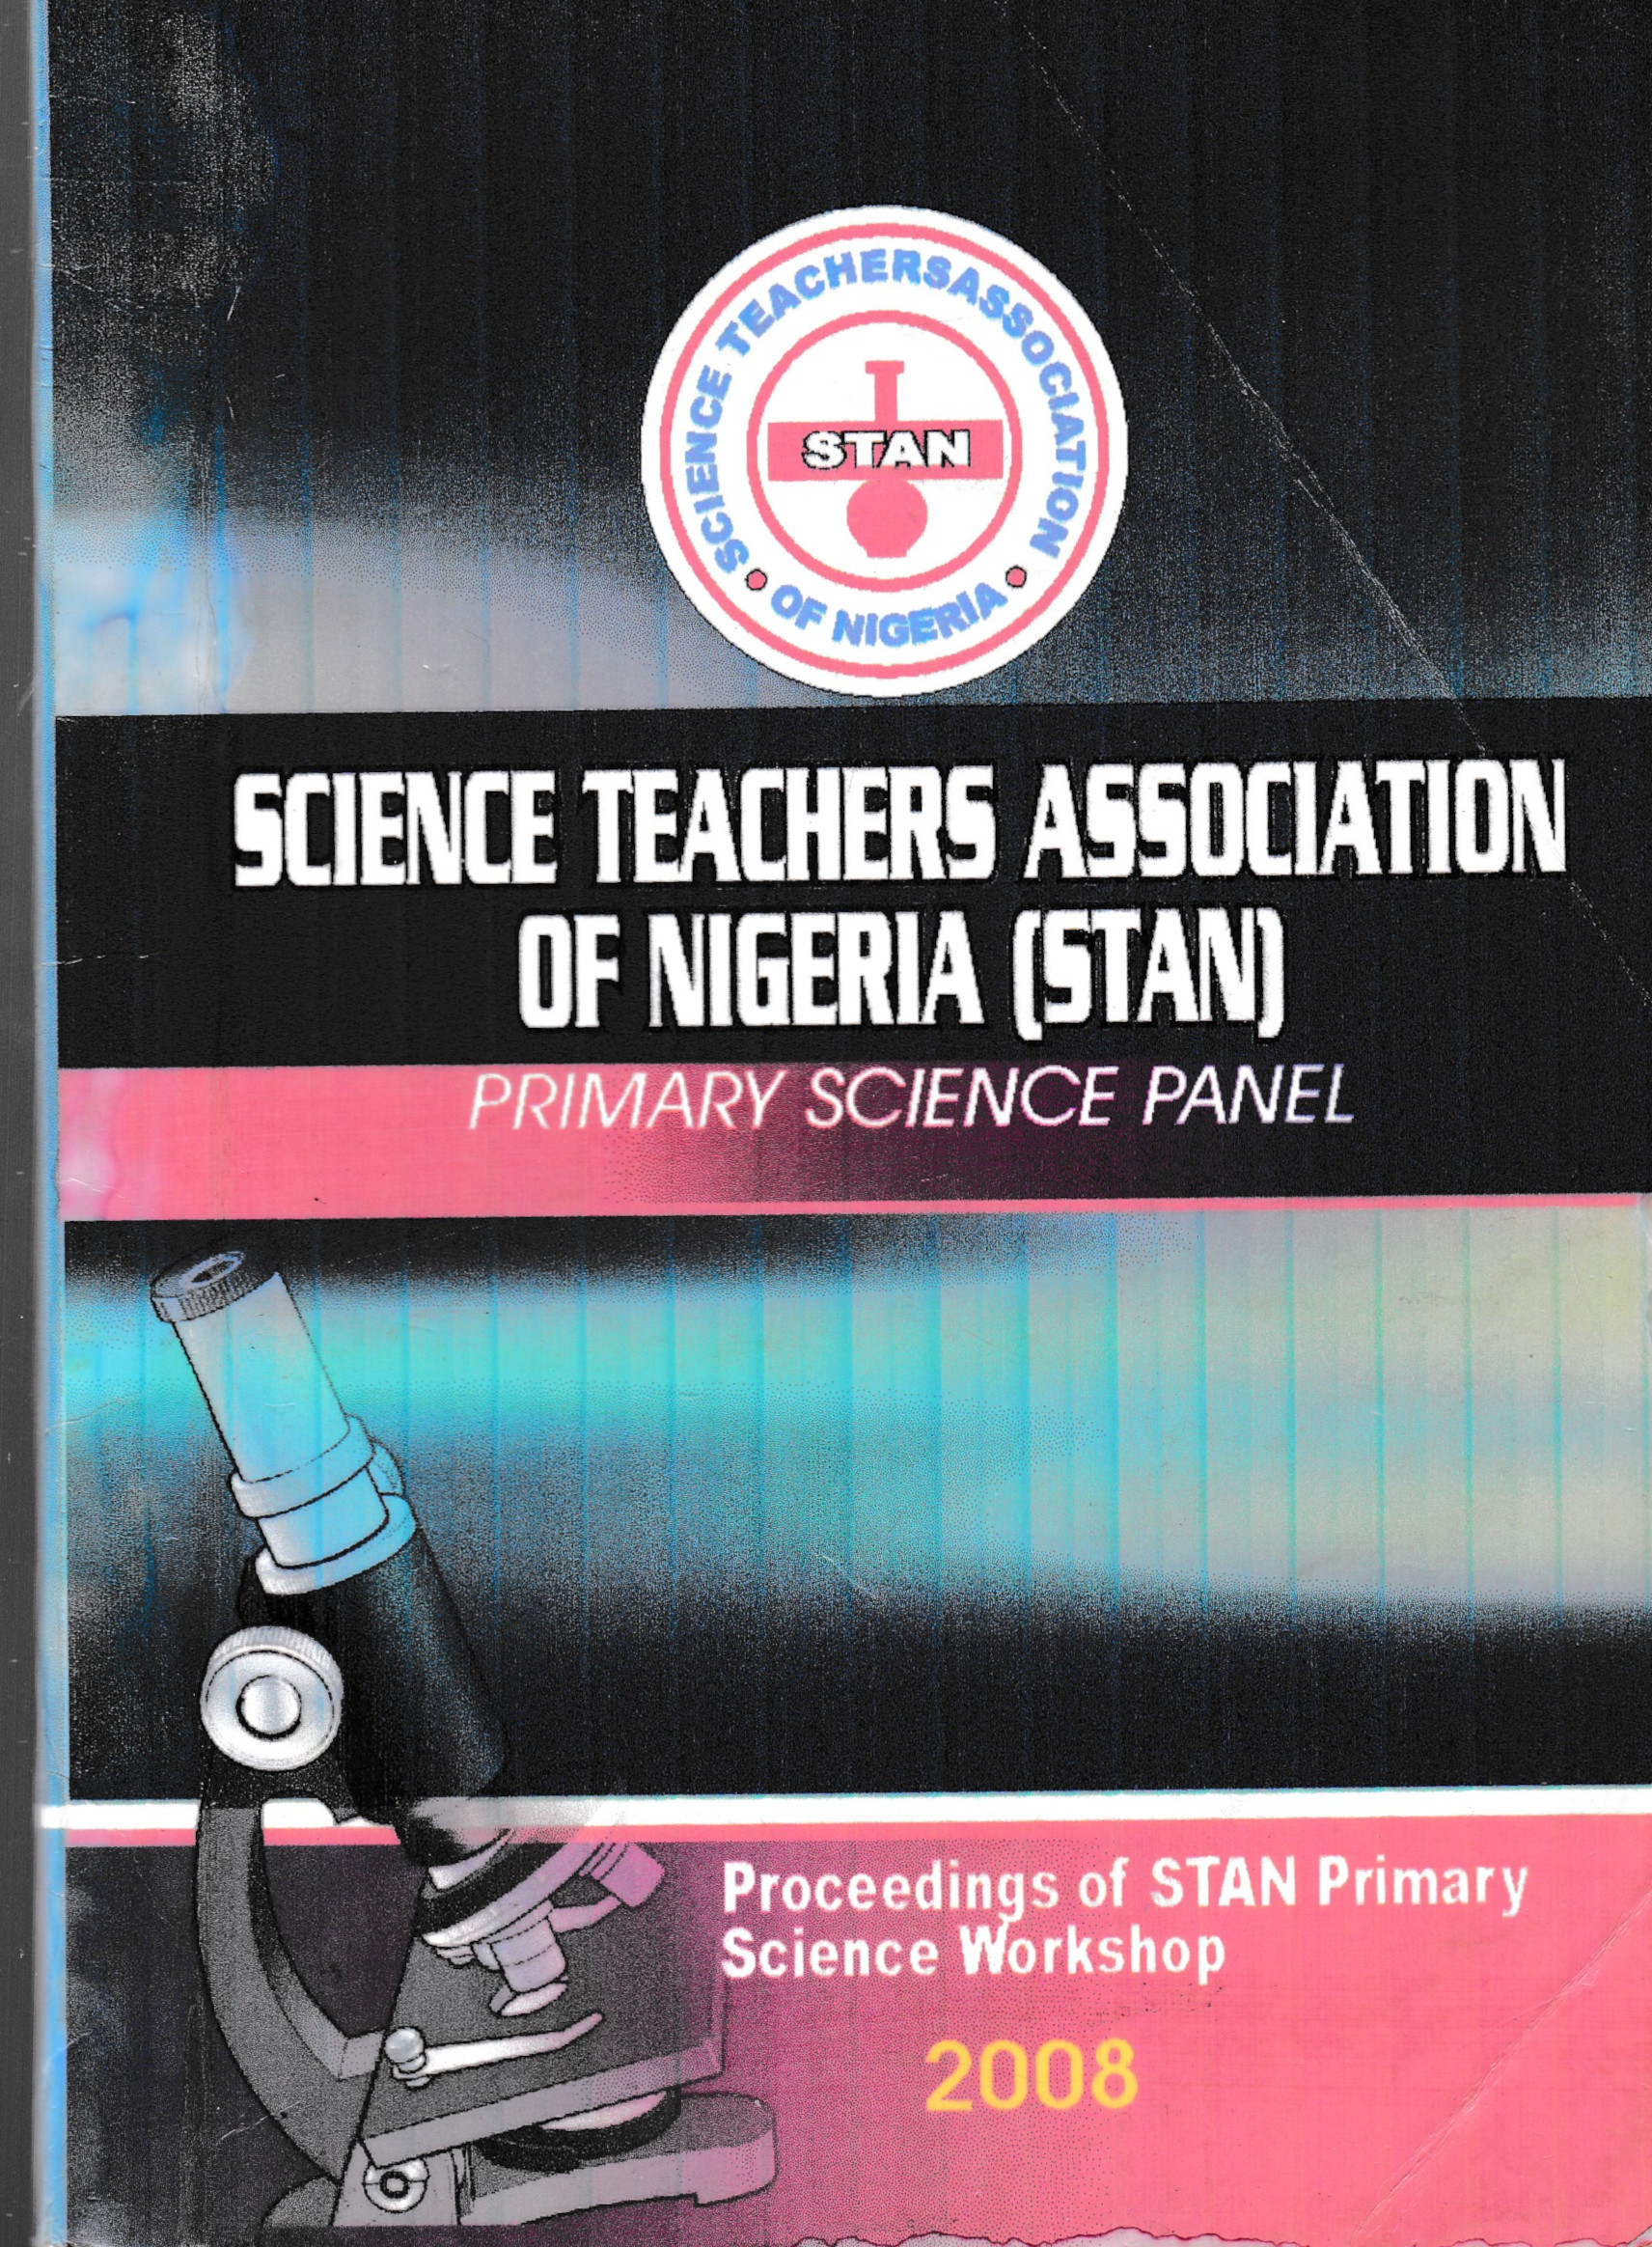 SCIENCE TEACHERSASSOCIATION
OF NIGERIA
STAN
SCIENCE TEACHERS ASSOCIATION
OF NIGERIA (STAN)
PRIMARY SCIENCE PANEL
Proceedings of STAN Primary
Science Workshop
2008